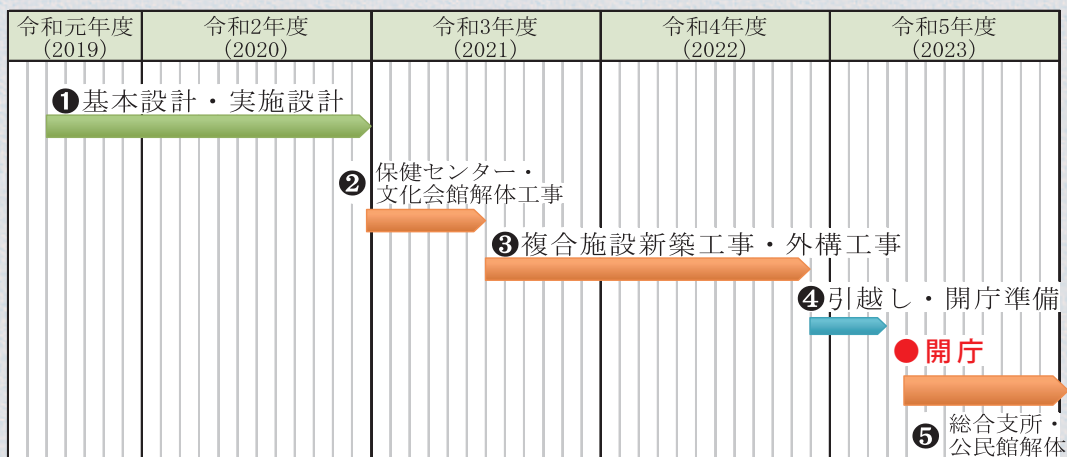 令和元年度
(2019)
令和2年度
(2020)
令和3年度
(2021)
令和4年度
(2022)
令和5年度
(2023)
❶基本設計・実施設計
❷保健センター・
文化会館解体工事
❸複合施設新築工事・外構工事
❹引越し・開庁準備
●開庁
❺総合支所・
公民館解体